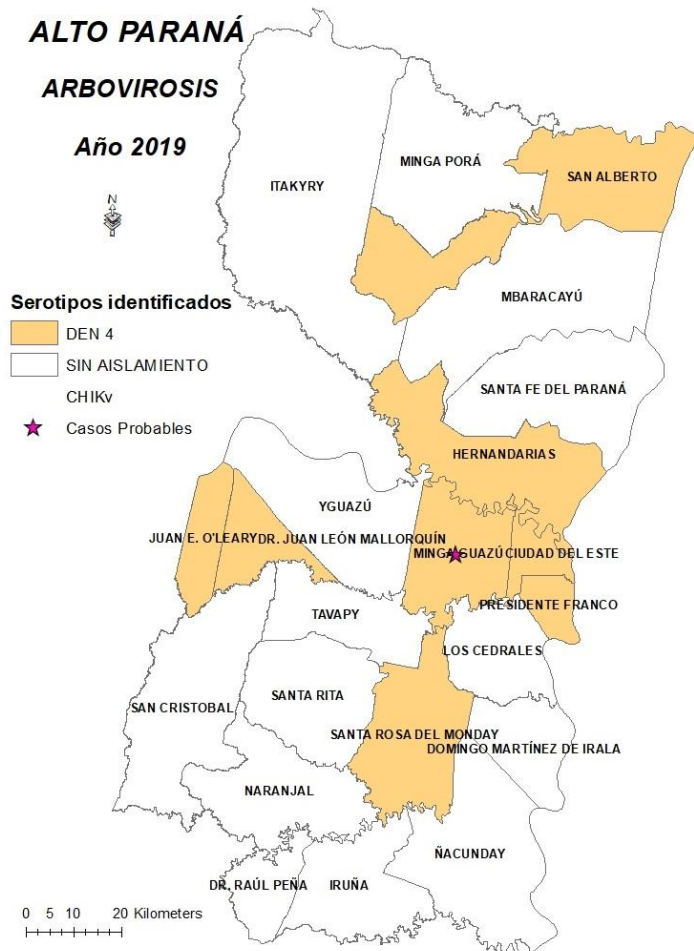 ALTO PARANÁ
ARBOVIROSIS
Año 2019
N
Serotipos identificados
DEN 4
SIN AISLAMIENTO
CHIKv
Casos Probables
ITAKYRY
MINGA PORÁ
SAN ALBERTO
MBARACAYÚ
SANTA FE DEL PARANÁ
HERNANDARIAS
YGUAZÚ
JUAN E. O'LEARY
DR. JUAN LEÓN MALLORQUÍN
MINGA GUAZÚ
CIUDAD DEL ESTE
PRESIDENTE FRANCO
TAVAPY
LOS CEDRALES
SANTA RITA
SAN CRISTOBAL
SANTA ROSA DEL MONDAY
DOMINGO MARTÍNEZ DE IRALA
NARANJAL
ÑACUNDAY
DR. RAÚL PEÑA
IRUÑA
0 5 10 20 Kilometers